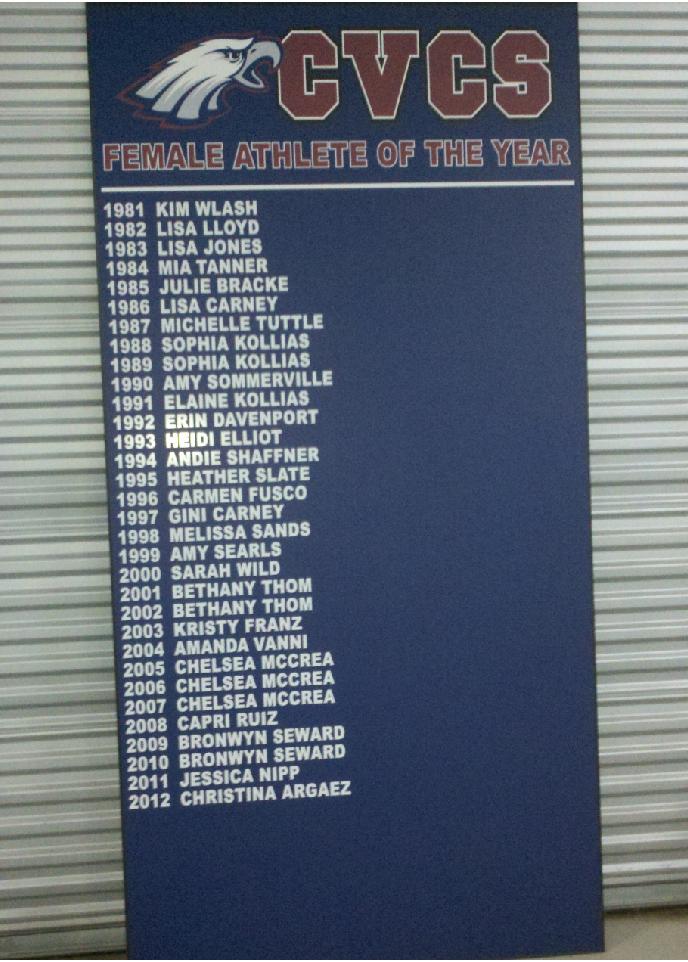 CVCS
FEMALE ATHLETE OF THE YEAR
1981 KIM WLASH
1982 LISA LLOYD
1983 LISA JONES
1984 MIA TANNER
1985 JULIE BRACKE
1986 LISA CARNEY
1987 MICHELLE TUTTLE
1988 SOPHIA KOLLIAS
1989 SOPHIA KOLLIAS
1990 AMY SOMMERVILLE
1991 ELAINE KOLLIAS
1992 ERIN DAVENPORT
1993 HEIDI ELLIOT
1994 ANDIE SHAFFNER
1995 HEATHER SLATE
1996 CARMEN FUSCO
1997 GINI CARNEY
1998 MELISSA SANDS
1999 AMY SEARLS
2000 SARAH WILD
2001 BETHANY THOM
2002 BETHANY THOM
2003 KRISTY FRANZ
2004 AMANDA VANNI
2005 CHELSEA MCCREA
2006 CHELSEA MCCREA
2007 CHELSEA MCCREA
2008 CAPRI RUIZ
2009 BRONWYN SEWARD
2010 BRONWYN SEWARD
2011 JESSICA NIPP
2012 CHRISTINA ARGAEZ